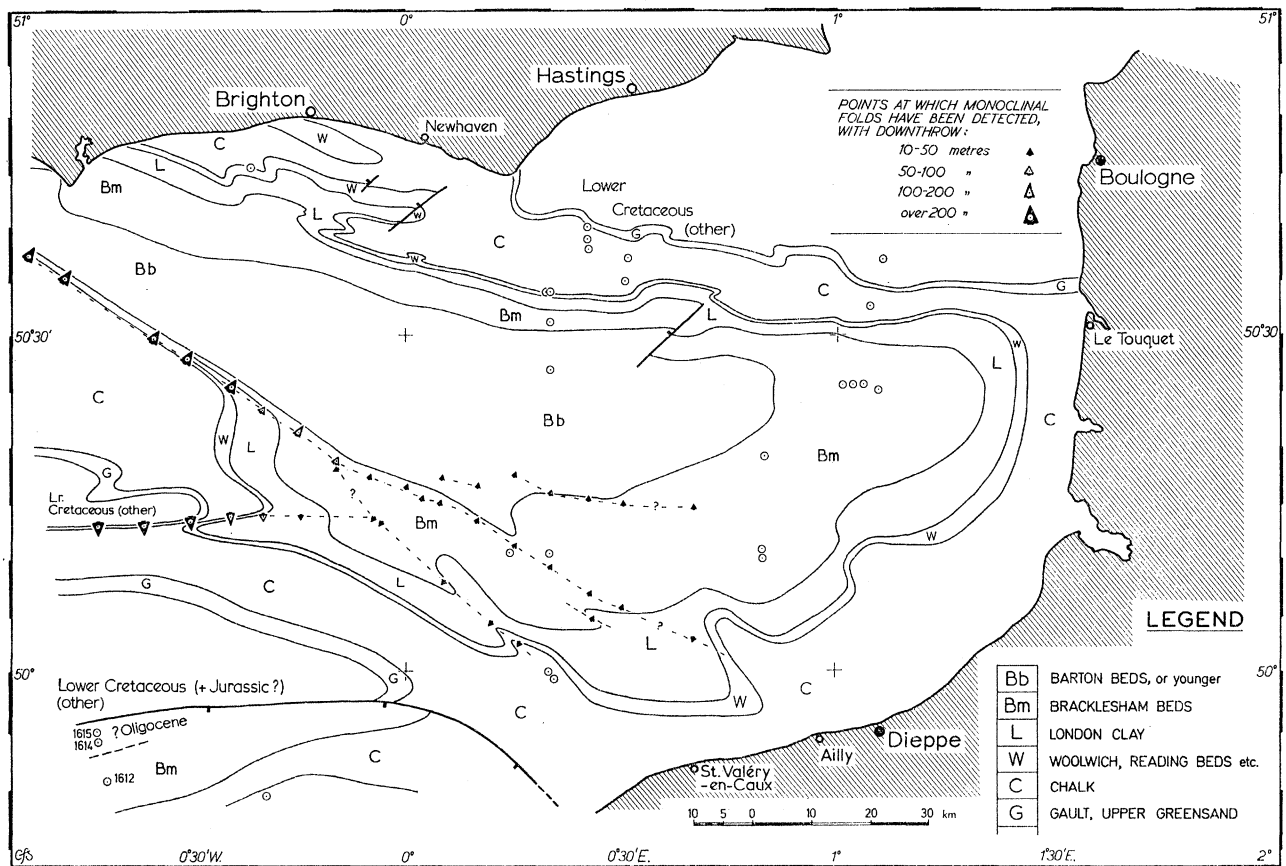 51°
0°
1°
51°
Hastings
Brighton
Newhaven
POINTS AT WHICH MONOCLINAL
FOLDS HAVE BEEN DETECTED,
WITH DOWNTHROW:
10-50 metres
50-100 "
100-200 "
over 200 "
Boulogne
C
W
L
Bm
W
L
W
Lower
Cretaceous
(other)
G
C
Bb
W
Bm
C
G
L
50°30'
50°30'
Le Touquet
W
L
C
C
Bb
W
L
Bm
G
Lr.
Cretaceous (other)
?
?
Bm
W
G
C
L
?
L
LEGEND
50°
50°
Lower Cretaceous (+ Jurassic ?)
(other)
G
W
C
C
1615
? Oligocene
1614
Bm
1612
C
Dieppe
Ailly
St. Valéry
-en-Caux
10 5 0 10 20 30 km
Bb BARTON BEDS, or younger
Bm BRACKLESHAM BEDS
L LONDON CLAY
W WOOLWICH, READING BEDS etc.
C CHALK
G GAULT, UPPER GREENSAND
0°30'W.
0°
0°30'E.
1°
1°30'E.
2°